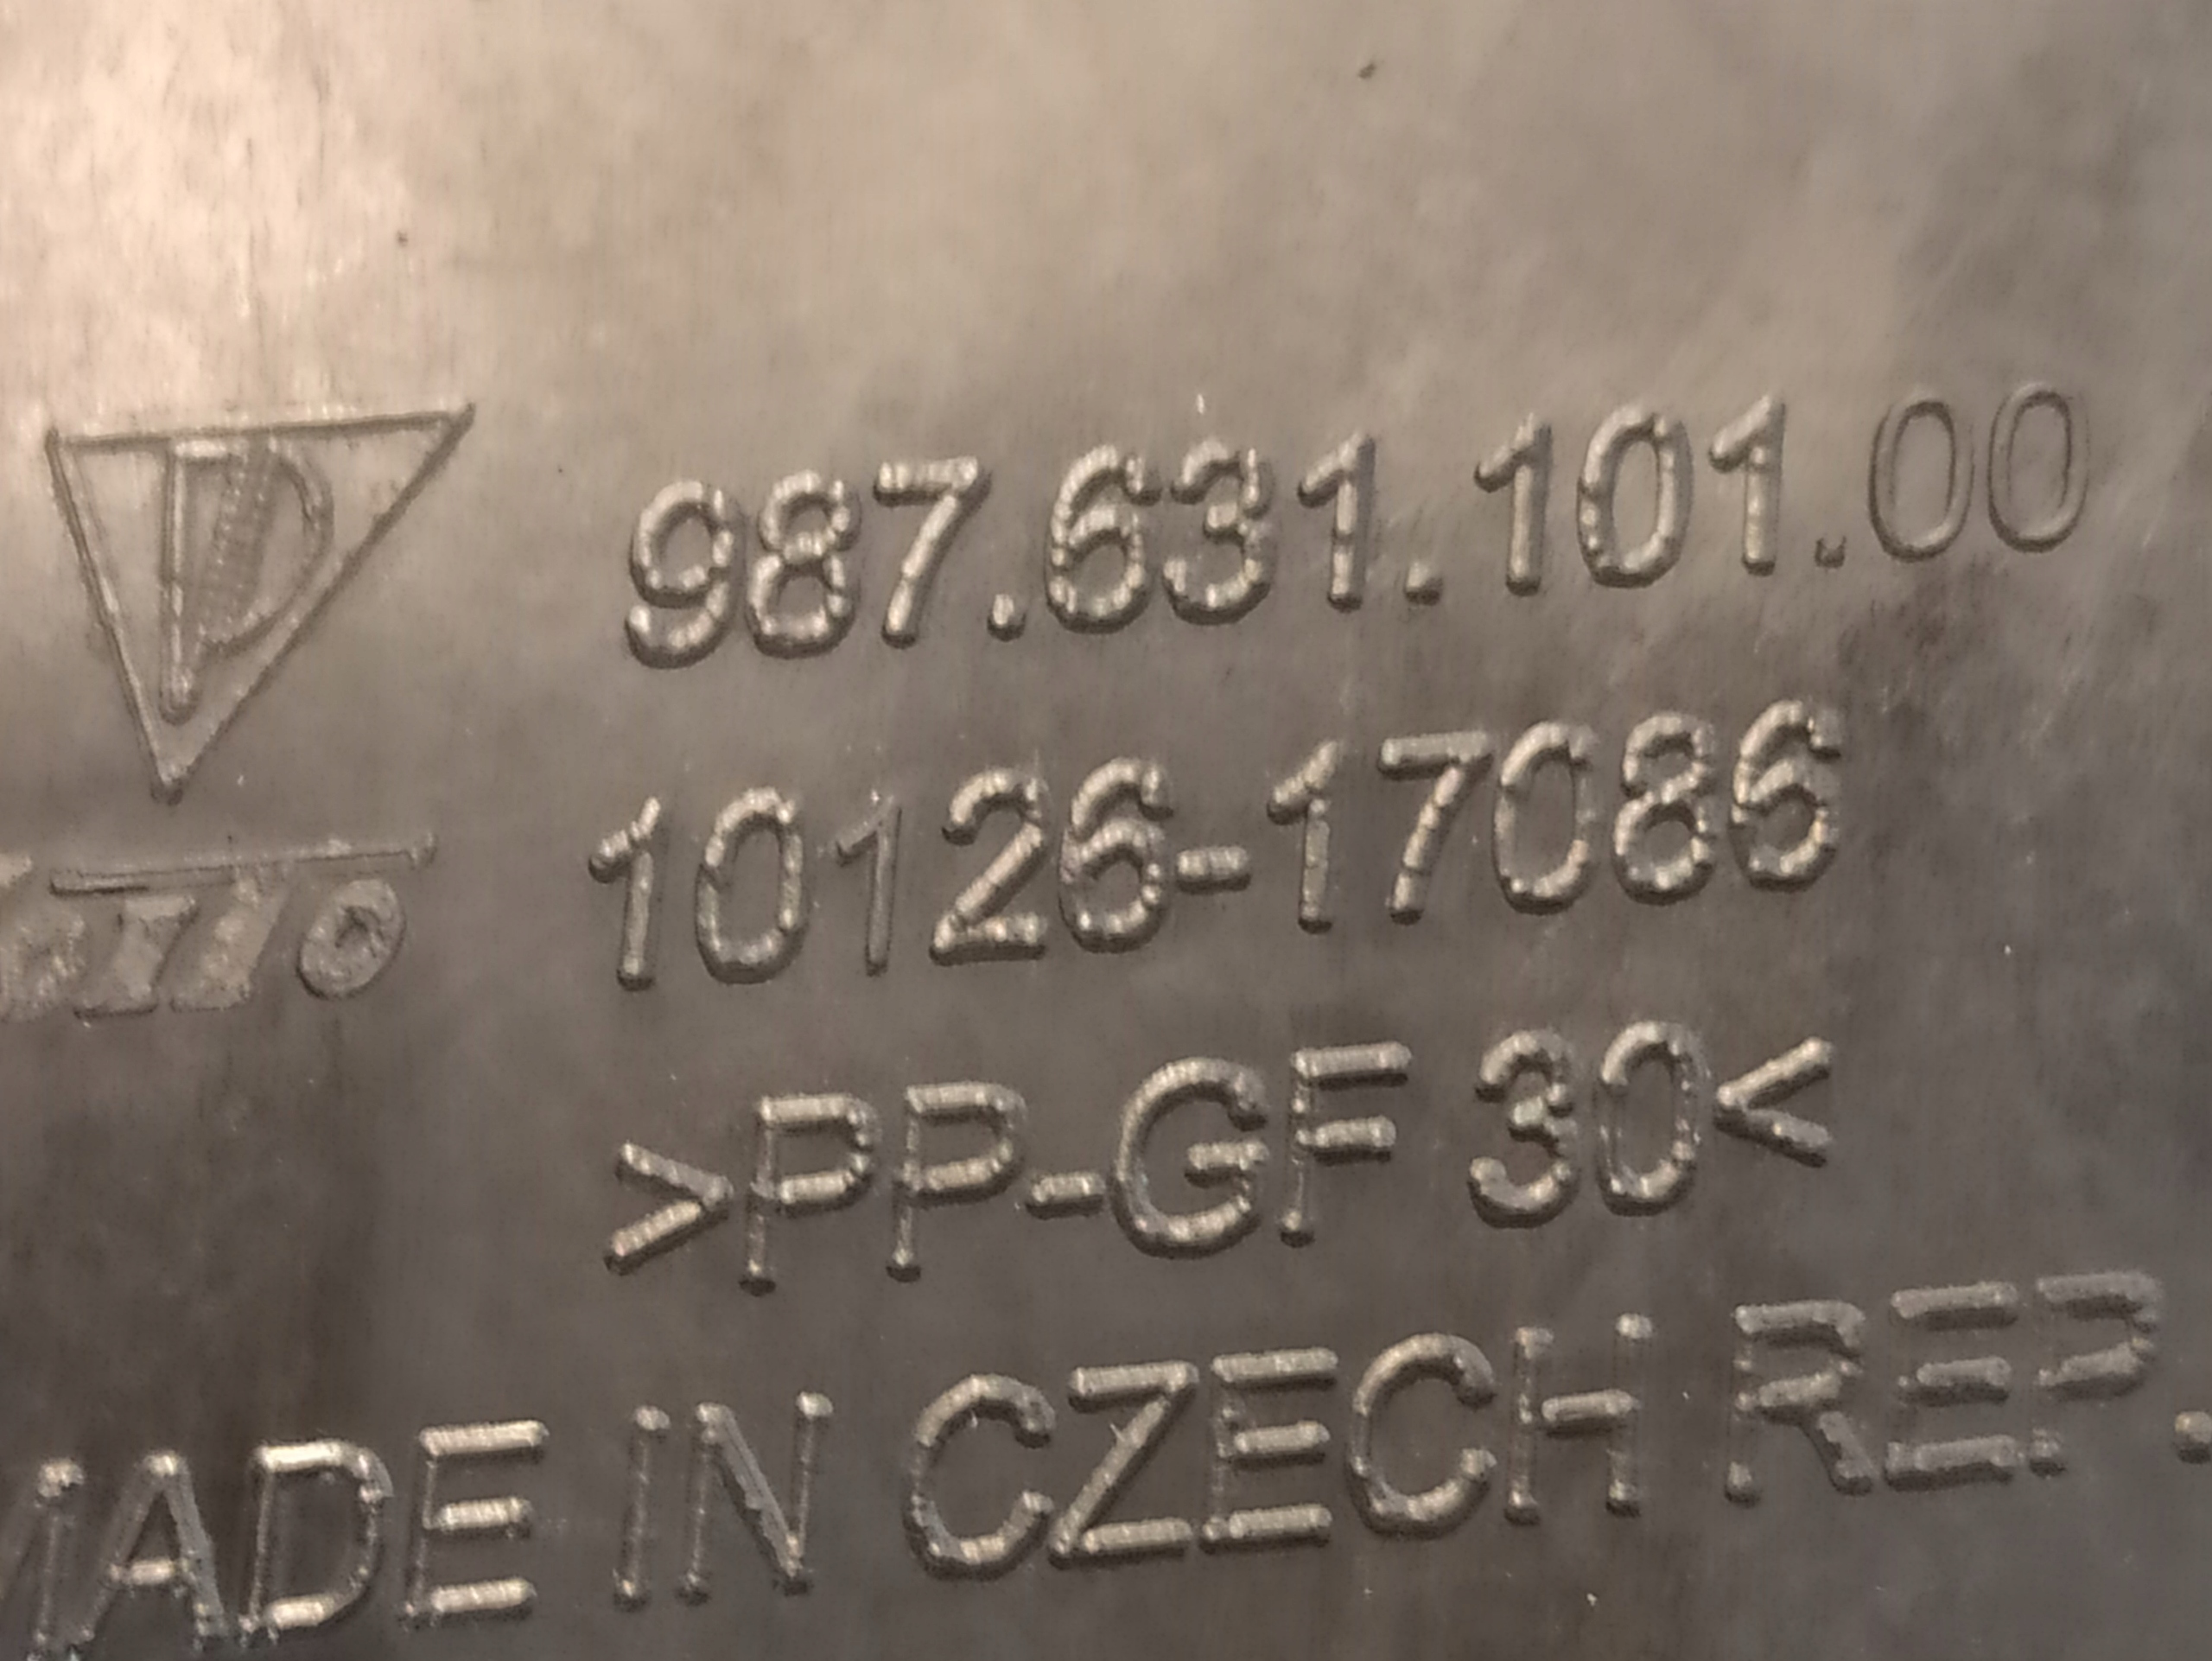 987.631.101.00
10126-17086
>PP-GF 30<
MADE IN CZECH REP.